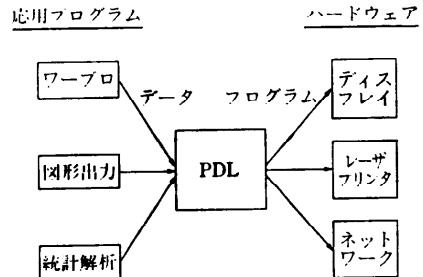 応用プログラム
ハードウェア
ワープロ
データ
プログラム
ディス
プレイ
図形出力
PDL
レーザ
プリンタ
統計解析
ネット
ワーク